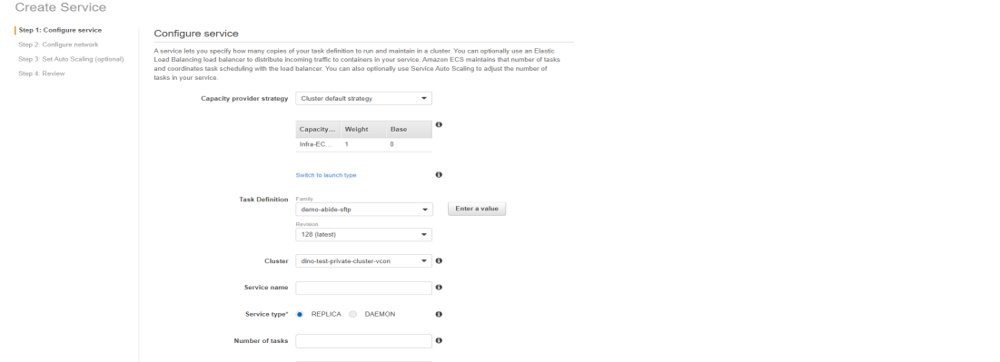 Create Service
Step 1: Configure service
Step 2: Configure network
Step 3: Set Auto Scaling (optional)
Step 4: Review
Configure service
A service lets you specify how many copies of your task definition to run and maintain in a cluster. You can optionally use an Elastic
Load Balancing load balancer to distribute incoming traffic to containers in your service. Amazon ECS maintains that number of tasks
and coordinates task scheduling with the load balancer. You can also optionally use Service Auto Scaling to adjust the number of
tasks in your service.
Capacity provider strategy Cluster default strategy
Capacity... Weight Base
Infra-EC... 1 0
Switch to launch type
Task Definition Family
demo-abide-sftp Enter a value
Revision
128 (latest)
Cluster dino-test-private-cluster-vcon
Service name
Service type* REPLICA DAEMON
Number of tasks